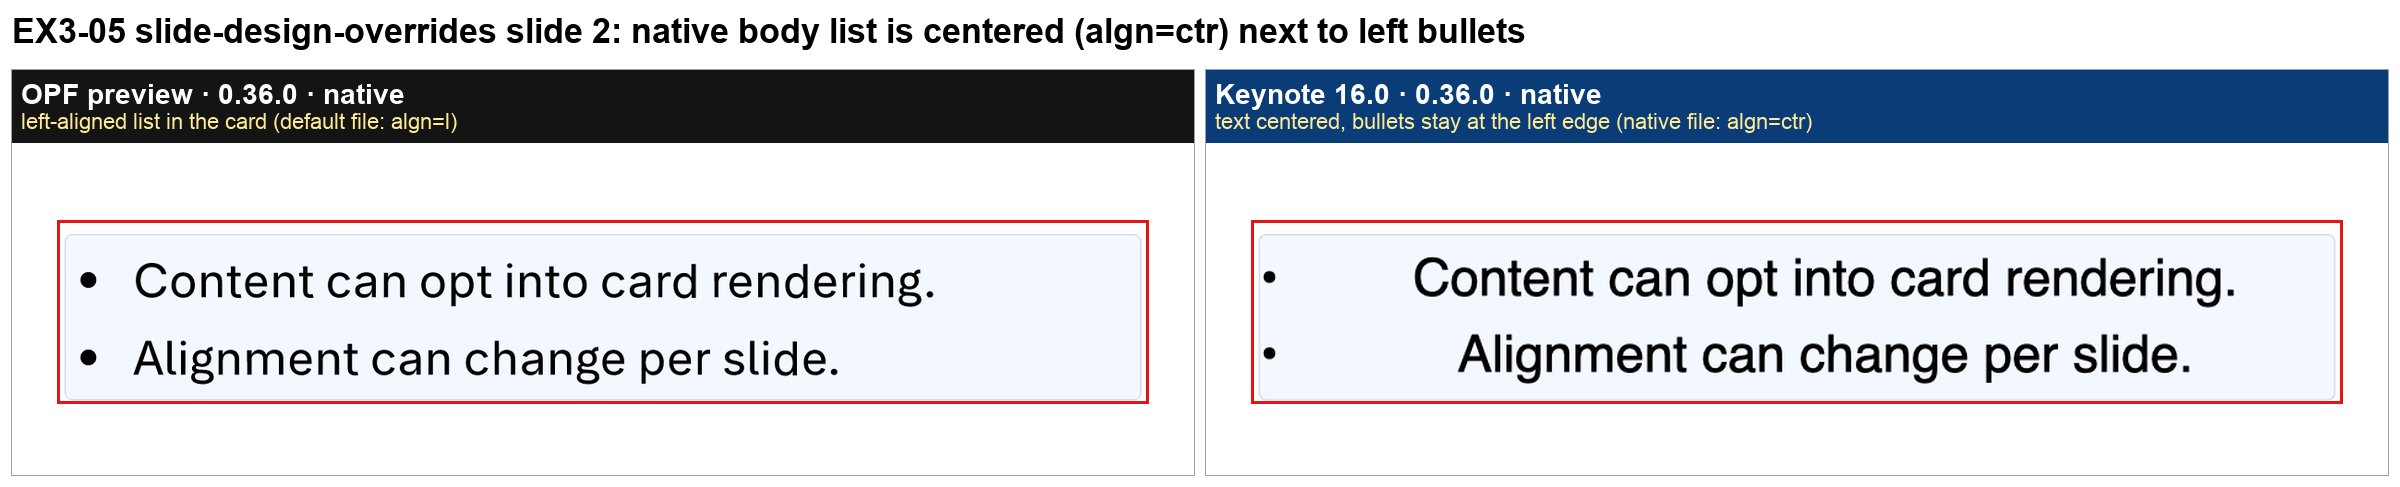 EX3-05 slide-design-overrides slide 2: native body list is centered (algn=ctr) next to left bullets
OPF preview · 0.36.0 · native
left-aligned list in the card (default file: algn=l)
• Content can opt into card rendering.
• Alignment can change per slide.
Keynote 16.0 · 0.36.0 · native
text centered, bullets stay at the left edge (native file: algn=ctr)
• Content can opt into card rendering.
• Alignment can change per slide.